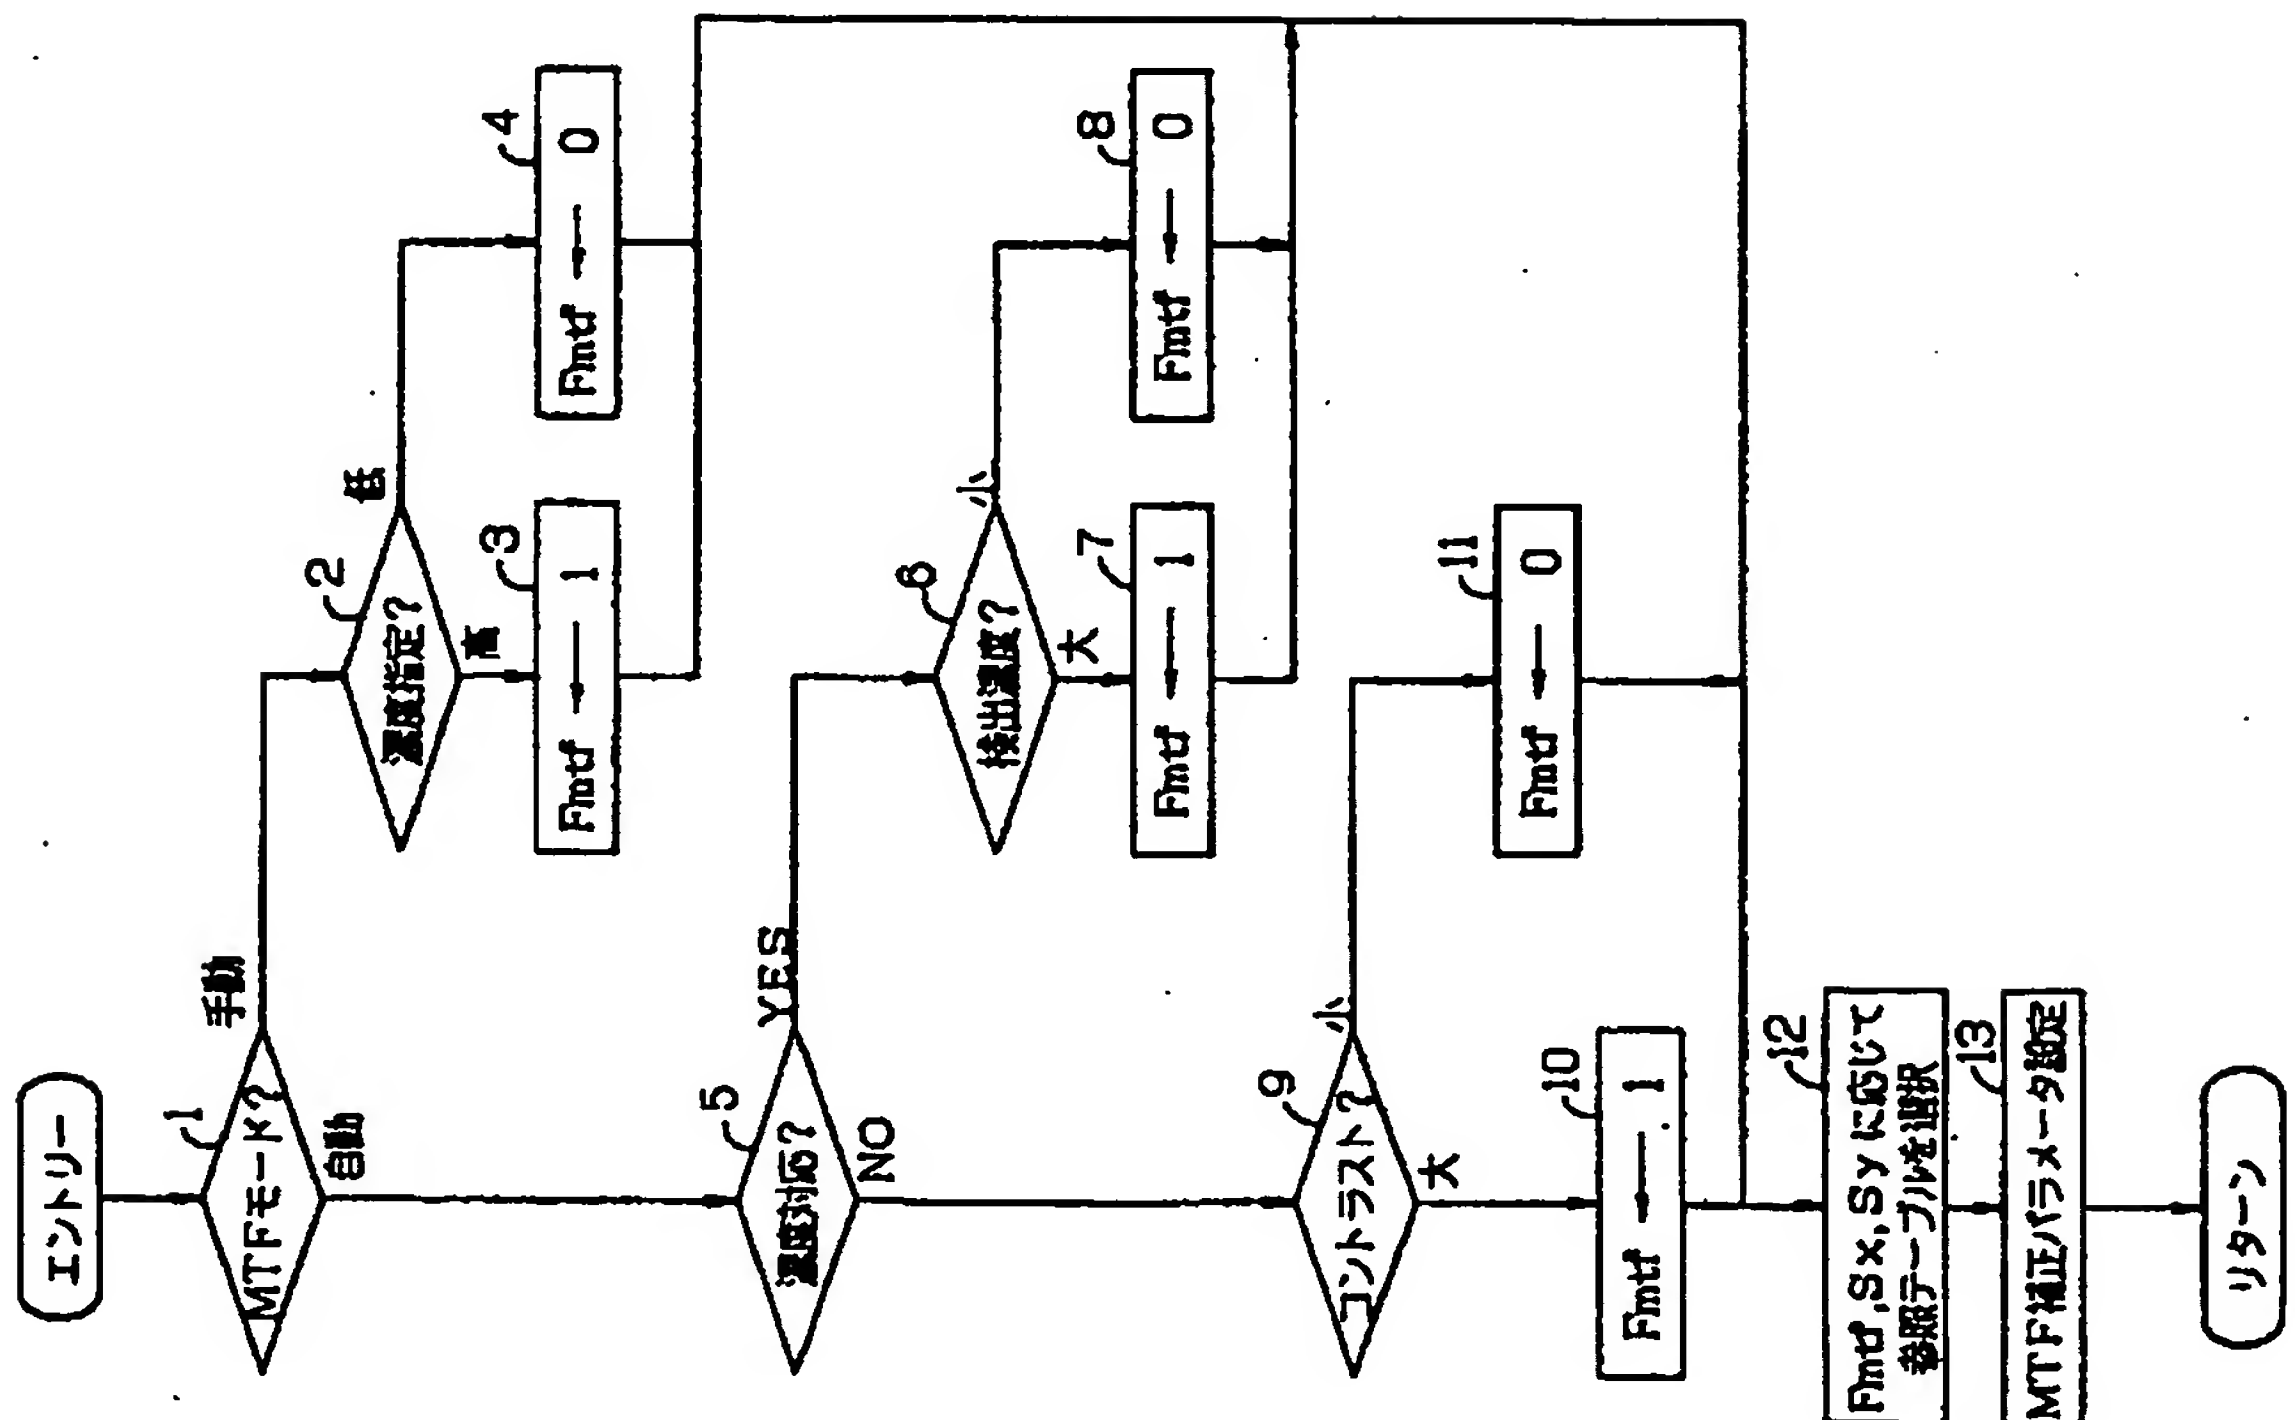 エントリー
1
MTFモード?
手動
自動
2
濃度指定?
低
高
3
Fmtf ← 1
4
Fmtf ← 0
5
濃度対応?
YES
NO
6
検出濃度?
小
大
7
Fmtf ← 1
8
Fmtf ← 0
9
コントラスト?
小
大
10
Fmtf ← 1
11
Fmtf ← 0
12
Fmtf,Sx,Syに応じて
参照テーブルを選択
13
MTF補正パラメータ設定
リターン